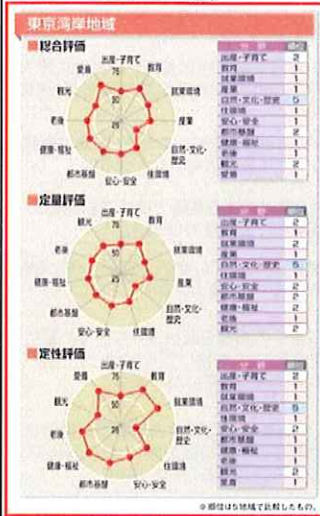 東京湾岸地域
■総合評価
出産・子育て
教育
就業環境
産業
自然・文化・歴史
住環境
安心・安全
都市基盤
健康・福祉
老後
観光
愛着
75
50
25
分野 順位
出産・子育て 2
教育 1
就業環境 1
産業 1
自然・文化・歴史 5
住環境 1
安心・安全 1
都市基盤 2
健康・福祉 1
老後 1
観光 2
愛着 1
■定量評価
出産・子育て
教育
就業環境
産業
自然・文化・歴史
住環境
安心・安全
都市基盤
健康・福祉
老後
観光
75
50
25
分野 順位
出産・子育て 2
教育 1
就業環境 2
産業 1
自然・文化・歴史 5
住環境 1
安心・安全 2
都市基盤 2
健康・福祉 2
老後 1
観光 2
■定性評価
出産・子育て
教育
就業環境
自然・文化・歴史
住環境
安心・安全
都市基盤
健康・福祉
老後
観光
愛着
75
50
25
分野 順位
出産・子育て 2
教育 1
就業環境 1
自然・文化・歴史 5
住環境 1
安心・安全 2
都市基盤 1
健康・福祉 1
老後 1
観光 2
愛着 1
※順位は5地域で比較したもの。